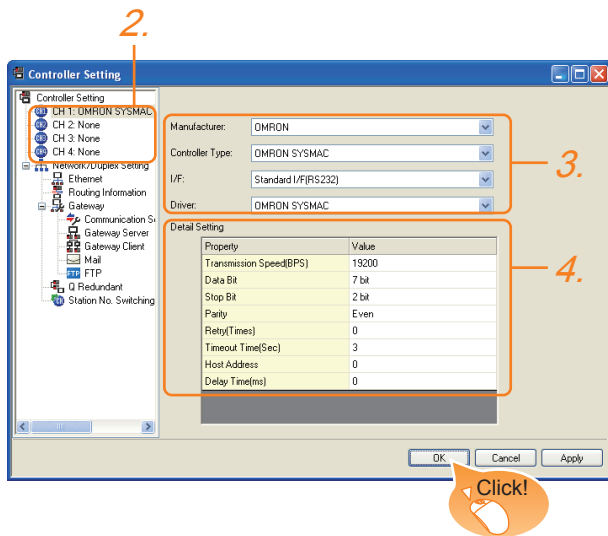 2.
Controller Setting
Controller Setting
CH 1: OMRON SYSMAC
CH 2: None
CH 3: None
CH 4: None
Network/Duplex Setting
Ethernet
Routing Information
Gateway
Communication Se
Gateway Server
Gateway Client
Mail
FTP FTP
Q Redundant
Station No. Switching
Manufacturer: OMRON
Controller Type: OMRON SYSMAC
I/F: Standard I/F(RS232)
Driver: OMRON SYSMAC
3.
Detail Setting
Property Value
Transmission Speed(BPS) 19200
Data Bit 7 bit
Stop Bit 2 bit
Parity Even
Retry(Times) 0
Timeout Time(Sec) 3
Host Address 0
Delay Time(ms) 0
4.
OK Cancel Apply
Click!